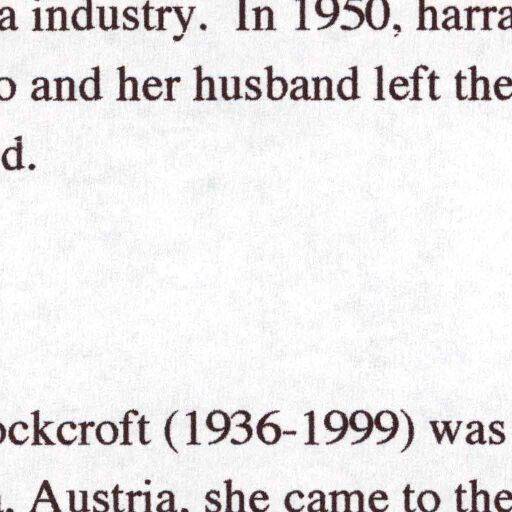 a industry. In 1950, harra
o and her husband left the
d.
ockcroft (1936-1999) was
, Austria, she came to the